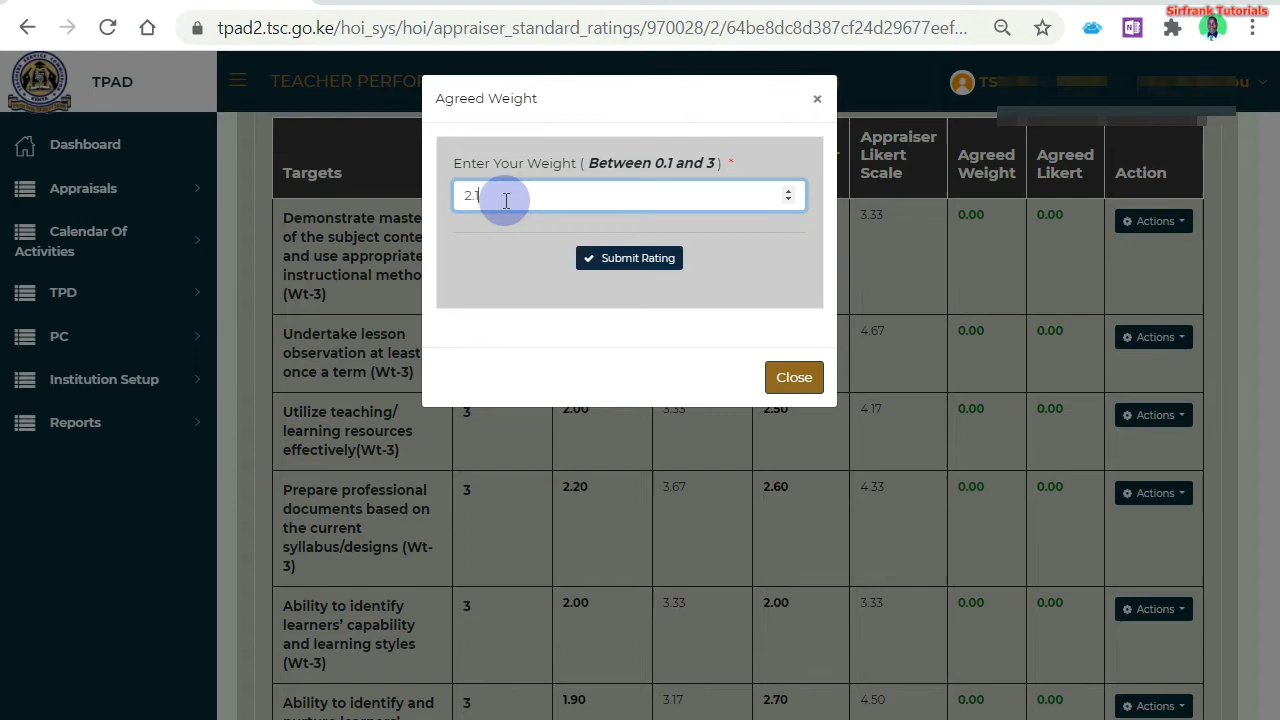 Sirfrank Tutorials
tpad2.tsc.go.ke/hoi_sys/hoi/appraiser_standard_ratings/970028/2/64be8dd8d387cf24d29677eef...
TPAD
TEACHER PERFO
TS
Dashboard
Appraisals
Calendar Of
Activities
TPD
PC
Institution Setup
Reports
Agreed Weight
×
Enter Your Weight ( Between 0.1 and 3 ) *
2.1
Submit Rating
Close
Targets
Appraiser
Likert
Scale
Agreed
Weight
Agreed
Likert
Action
Demonstrate maste
of the subject conte
and use appropriate
instructional metho
(Wt-3)
3.33 0.00 0.00 Actions
Undertake lesson
observation at least
once a term (Wt-3)
4.67 0.00 0.00 Actions
Utilize teaching/
learning resources
effectively(Wt-3)
3 2.00 3.33 2.50 4.17 0.00 0.00 Actions
Prepare professional
documents based on
the current
syllabus/designs (Wt-
3)
3 2.20 3.67 2.60 4.33 0.00 0.00 Actions
Ability to identify
learners' capability
and learning styles
(Wt-3)
3 2.00 3.33 2.00 3.33 0.00 0.00 Actions
Ability to identify and
nurture learners'
3 1.90 3.17 2.70 4.50 0.00 0.00 Actions